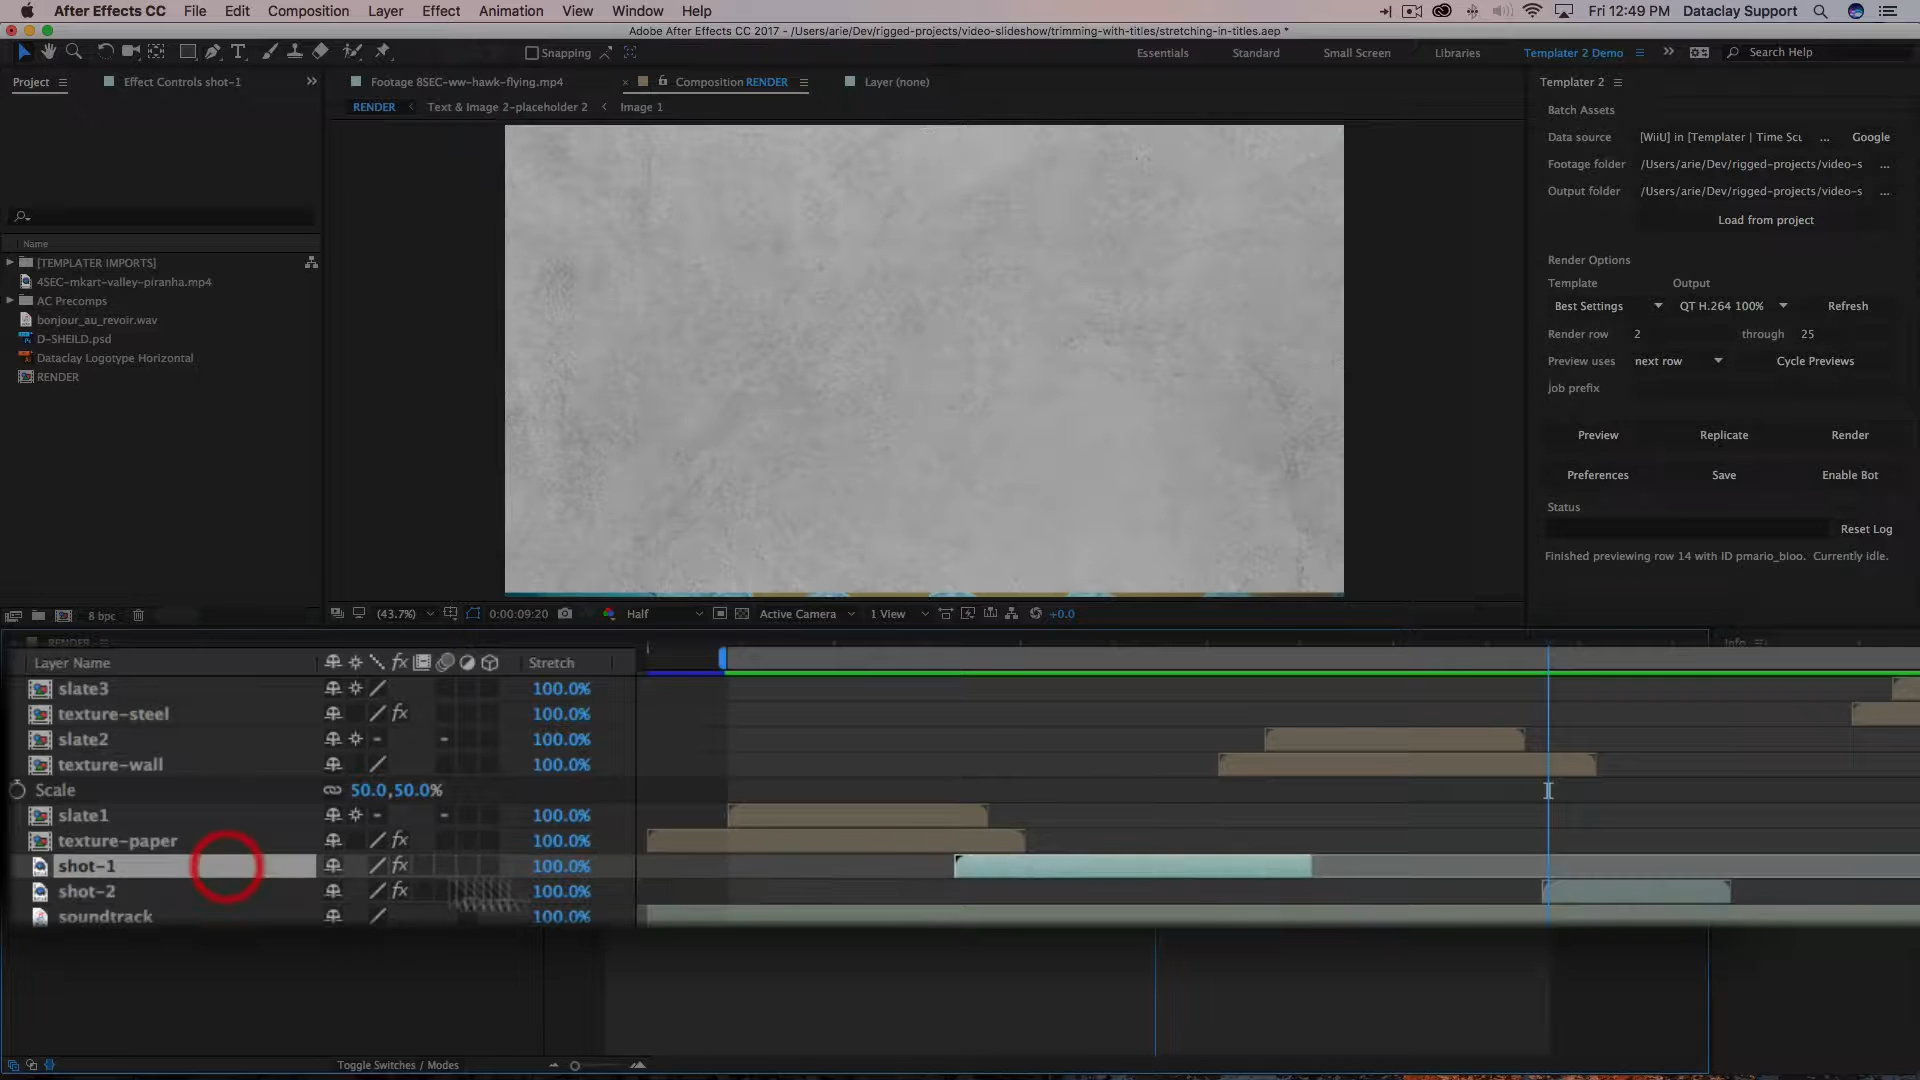 After Effects CC File Edit Composition Layer Effect Animation View Window Help Fri 12:49 PM Dataclay Support
Adobe After Effects CC 2017 - /Users/arie/Dev/rigged-projects/video-slideshow/trimming-with-titles/stretching-in-titles.aep *
Snapping Essentials Standard Small Screen Libraries Templater 2 Demo Search Help
Project Effect Controls shot-1 Footage 8SEC-ww-hawk-flying.mp4 Composition RENDER Layer (none) Templater 2
RENDER Text & Image 2-placeholder 2 Image 1
Batch Assets
Data source [WiiU] in [Templater | Time Scu ... Google
Footage folder /Users/arie/Dev/rigged-projects/video-s ...
Output folder /Users/arie/Dev/rigged-projects/video-s ...
Load from project
Name
[TEMPLATER IMPORTS]
4SEC-mkart-valley-piranha.mp4
AC Precomps
bonjour_au_revoir.wav
D-SHEILD.psd
Dataclay Logotype Horizontal
RENDER
Render Options
Template Output
Best Settings QT H.264 100% Refresh
Render row 2 through 25
Preview uses next row Cycle Previews
Job prefix
Preview Replicate Render
Preferences Save Enable Bot
Status
Reset Log
Finished previewing row 14 with ID pmario_bloo. Currently idle.
8 bpc (43.7%) 0:00:09:20 Half Active Camera 1 View +0.0
RENDER Info
Layer Name fx Stretch
slate3 100.0%
texture-steel fx 100.0%
slate2 100.0%
texture-wall 100.0%
Scale 50.0,50.0%
slate1 100.0%
texture-paper fx 100.0%
shot-1 fx 100.0%
shot-2 fx 100.0%
soundtrack 100.0%
Toggle Switches / Modes